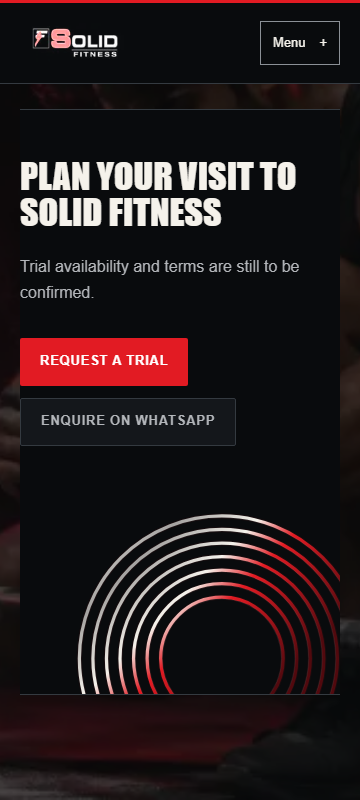 SOLID
FITNESS
Menu +
PLAN YOUR VISIT TO
SOLID FITNESS
Trial availability and terms are still to be
confirmed.
REQUEST A TRIAL
ENQUIRE ON WHATSAPP